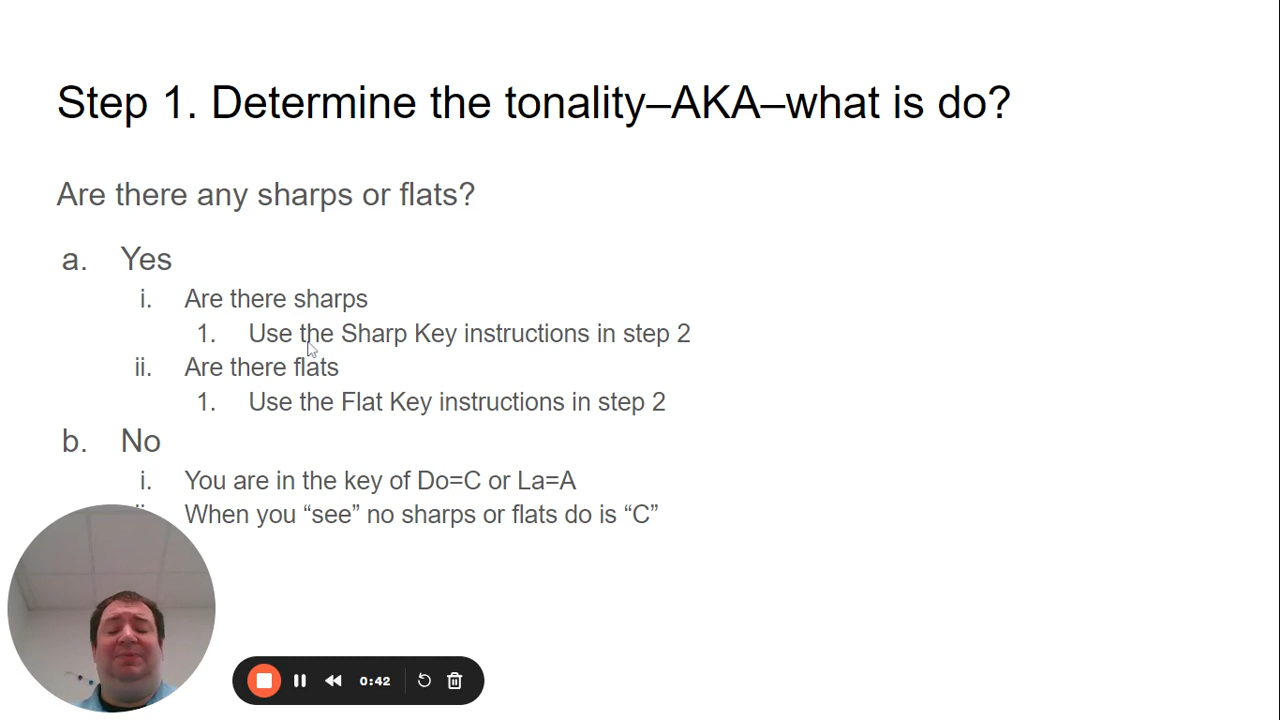 Step 1. Determine the tonality–AKA–what is do?
Are there any sharps or flats?
a. Yes
i. Are there sharps
1. Use the Sharp Key instructions in step 2
ii. Are there flats
1. Use the Flat Key instructions in step 2
b. No
i. You are in the key of Do=C or La=A
When you “see” no sharps or flats do is “C”
0:42